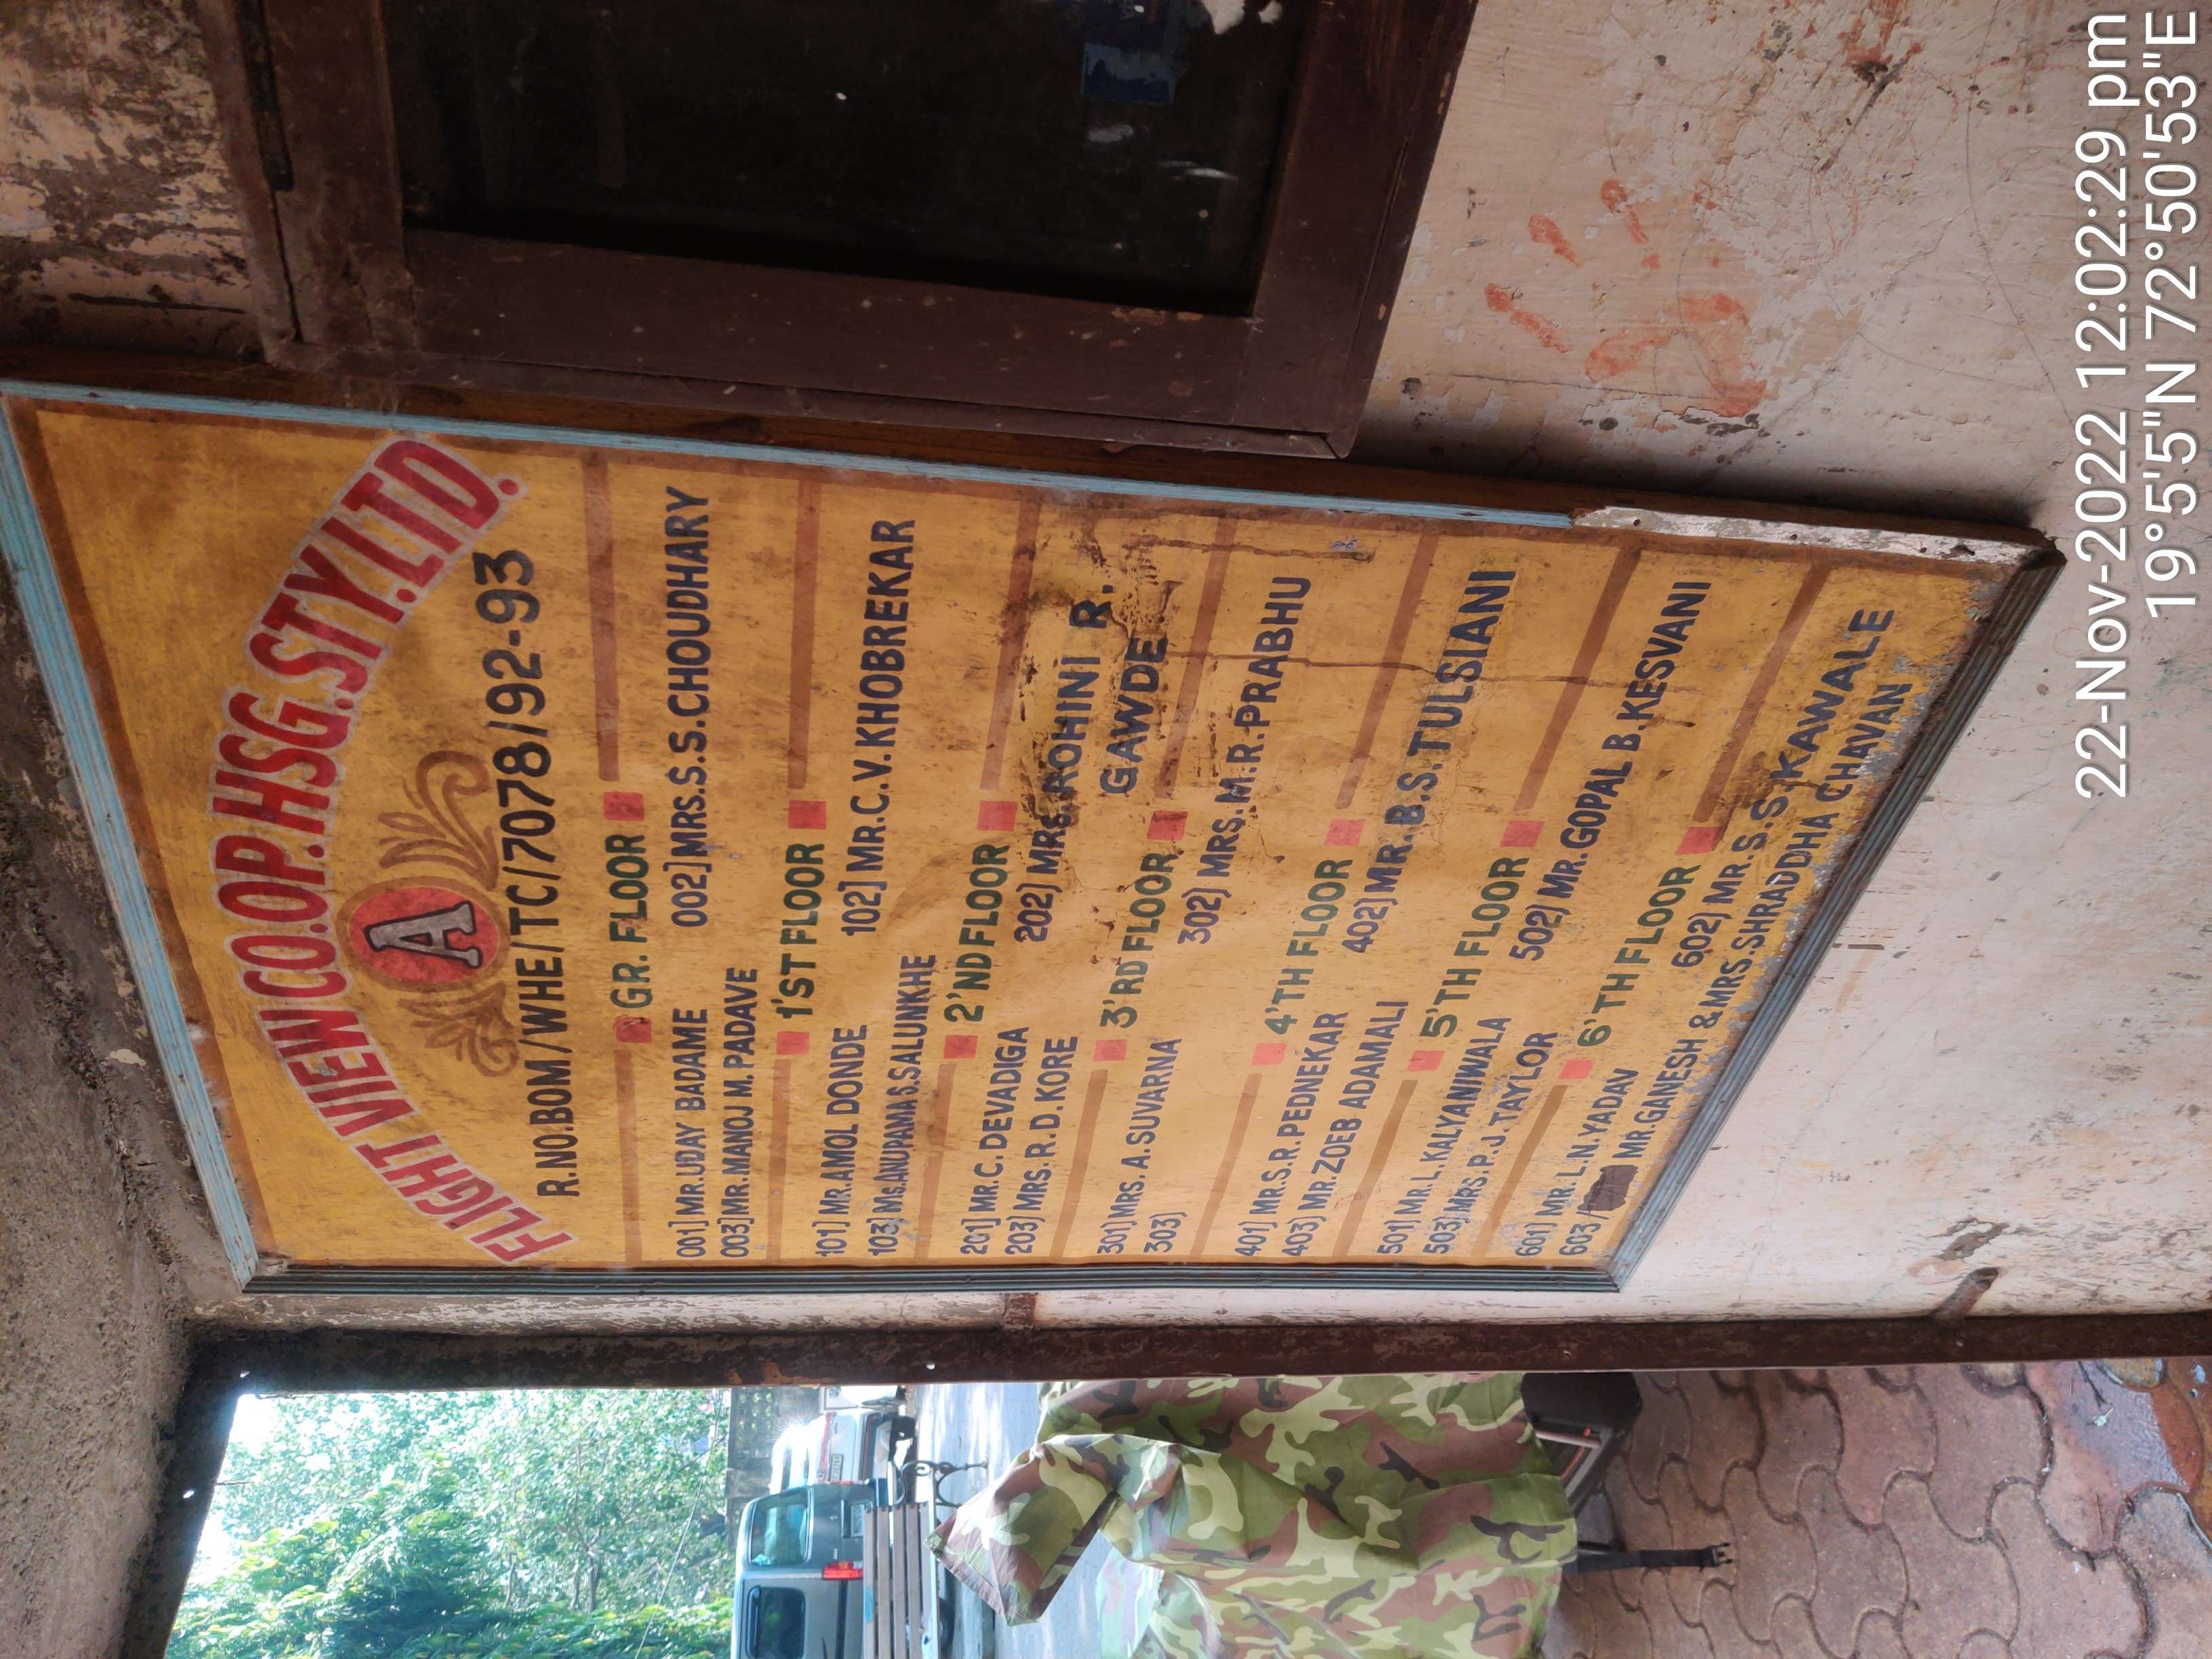 FLIGHT VIEW CO.OP.HSG.STY.LTD.
A
R.NO.BOM/WHE/TC/7078/92-93
GR. FLOOR
001] MR.UDAY BADAME 002] MRS.S.S.CHOUDHARY
003] MR.MANOJ M. PADAVE
1'ST FLOOR
101] MR.AMOL DONDE 102] MR.C.V.KHOBREKAR
103] Ms.ANUPAMA S.SALUNKHE
2'ND FLOOR
201] MR.C. DEVADIGA 202] MRS.ROHINI R.
203] MRS. R.D.KORE GAWDE
3'RD FLOOR
301] MRS. A.SUVARNA 302] MRS.M.R.PRABHU
303]
4'TH FLOOR
401] MR.S.R.PEDNEKAR 402] MR. B.S.TULSIANI
403] MR.ZOEB ADAMALI
5'TH FLOOR
501] MR.L.KALYANIWALA 502] MR.GOPAL B.KESVANI
503] MRS.P.J.TAYLOR
6'TH FLOOR
601] MR. L.N.YADAV 602] MR.S.S.KAWALE
603] MR.GANESH & MRS.SHRADDHA CHAVAN
22-Nov-2022 12:02:29 pm
19°5'5"N 72°50'53"E